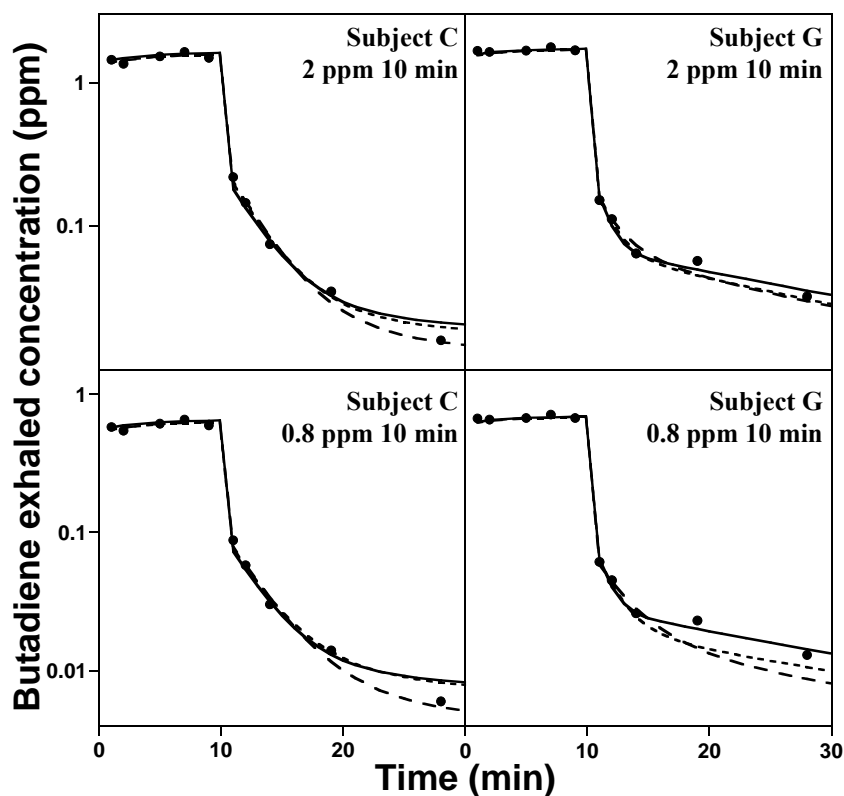 Butadiene exhaled concentration (ppm)
Subject C
2 ppm 10 min
Subject G
2 ppm 10 min
1
0.1
Subject C
0.8 ppm 10 min
Subject G
0.8 ppm 10 min
1
0.1
0.01
0 10 20 0 10 20 30
Time (min)